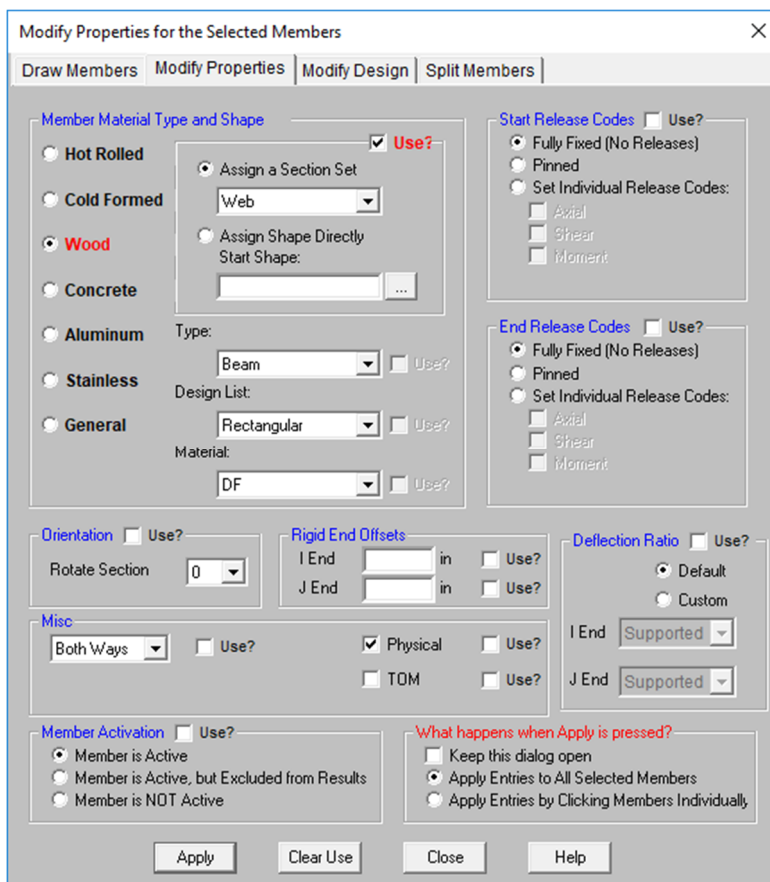 Modify Properties for the Selected Members
Draw Members Modify Properties Modify Design Split Members
Member Material Type and Shape
Use?
Hot Rolled
Cold Formed
Wood
Concrete
Aluminum
Stainless
General
Assign a Section Set
Web
Assign Shape Directly
Start Shape:
...
Type:
Beam Use?
Design List:
Rectangular Use?
Material:
DF Use?
Start Release Codes Use?
Fully Fixed (No Releases)
Pinned
Set Individual Release Codes:
Axial
Shear
Moment
End Release Codes Use?
Fully Fixed (No Releases)
Pinned
Set Individual Release Codes:
Axial
Shear
Moment
Orientation Use?
Rotate Section 0
Rigid End Offsets
I End in Use?
J End in Use?
Deflection Ratio Use?
Default
Custom
I End Supported
J End Supported
Misc
Both Ways Use?
Physical Use?
TOM Use?
Member Activation Use?
Member is Active
Member is Active, but Excluded from Results
Member is NOT Active
What happens when Apply is pressed?
Keep this dialog open
Apply Entries to All Selected Members
Apply Entries by Clicking Members Individually
Apply Clear Use Close Help